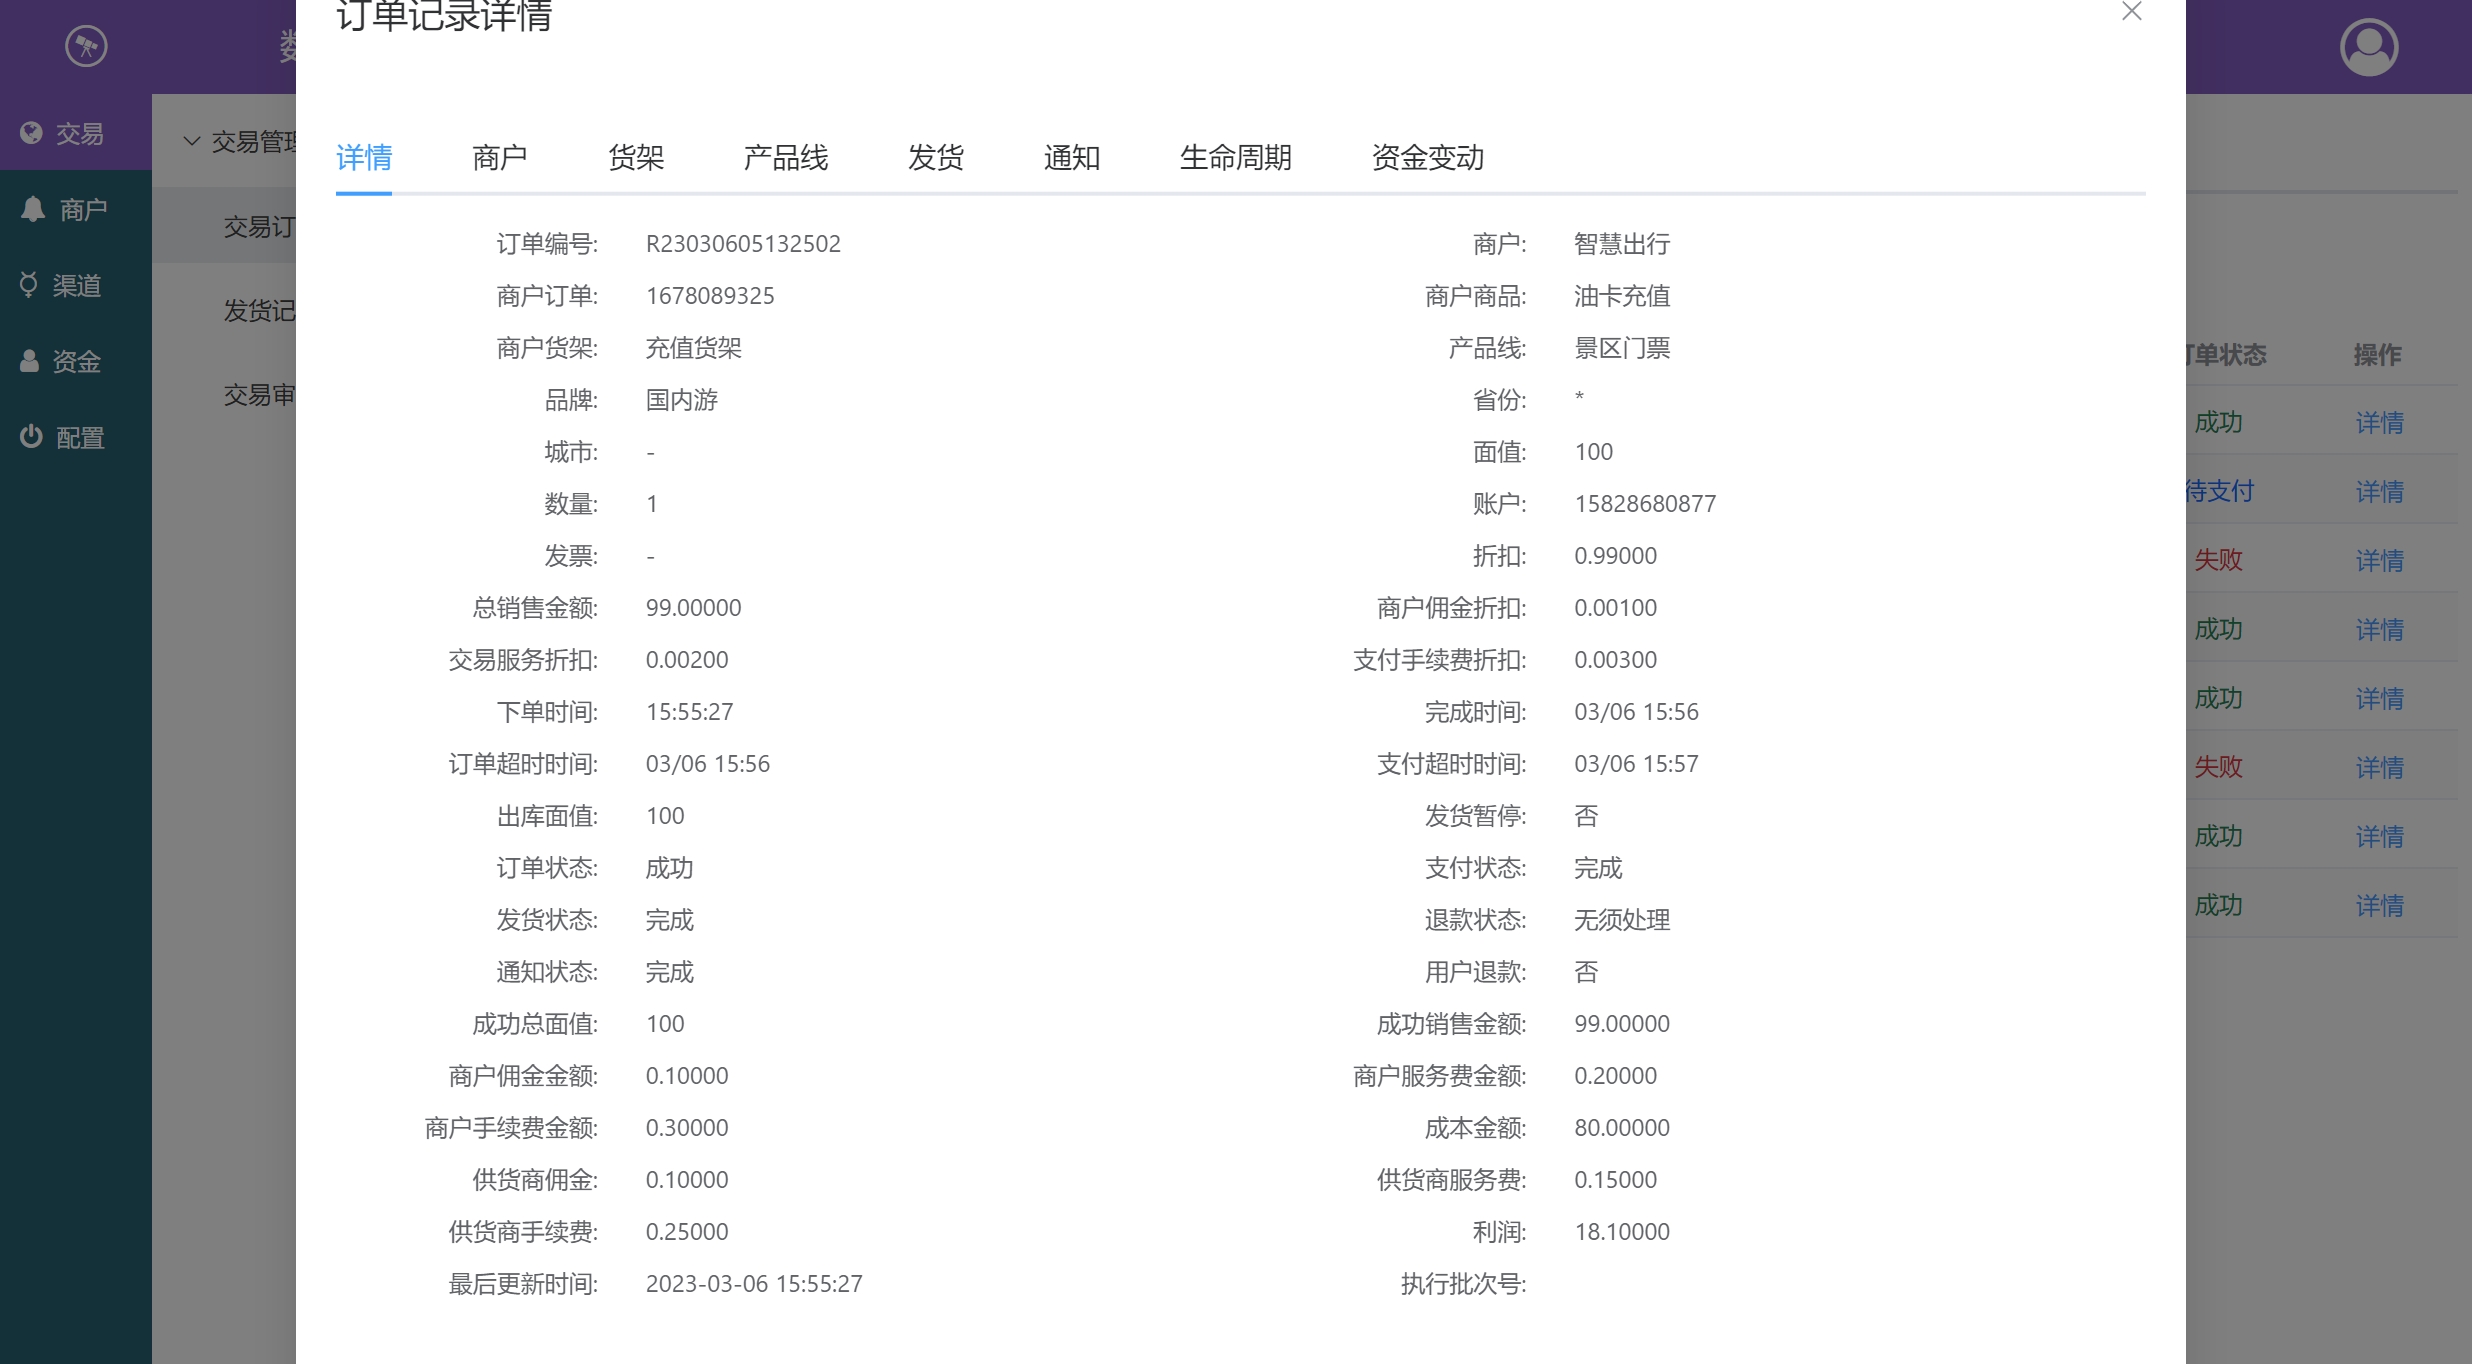 订单记录详情
交易
商户
渠道
资金
配置
详情 商户 货架 产品线 发货 通知 生命周期 资金变动
订单编号: R23030605132502 商户: 智慧出行
商户订单: 1678089325 商户商品: 油卡充值
商户货架: 充值货架 产品线: 景区门票
品牌: 国内游 省份: *
城市: - 面值: 100
数量: 1 账户: 15828680877
发票: - 折扣: 0.99000
总销售金额: 99.00000 商户佣金折扣: 0.00100
交易服务折扣: 0.00200 支付手续费折扣: 0.00300
下单时间: 15:55:27 完成时间: 03/06 15:56
订单超时时间: 03/06 15:56 支付超时时间: 03/06 15:57
出库面值: 100 发货暂停: 否
订单状态: 成功 支付状态: 完成
发货状态: 完成 退款状态: 无须处理
通知状态: 完成 用户退款: 否
成功总面值: 100 成功销售金额: 99.00000
商户佣金金额: 0.10000 商户服务费金额: 0.20000
商户手续费金额: 0.30000 成本金额: 80.00000
供货商佣金: 0.10000 供货商服务费: 0.15000
供货商手续费: 0.25000 利润: 18.10000
最后更新时间: 2023-03-06 15:55:27 执行批次号:
交易管理
交易订
发货记
交易审
订单状态 操作
成功 详情
待支付 详情
失败 详情
成功 详情
成功 详情
失败 详情
成功 详情
成功 详情